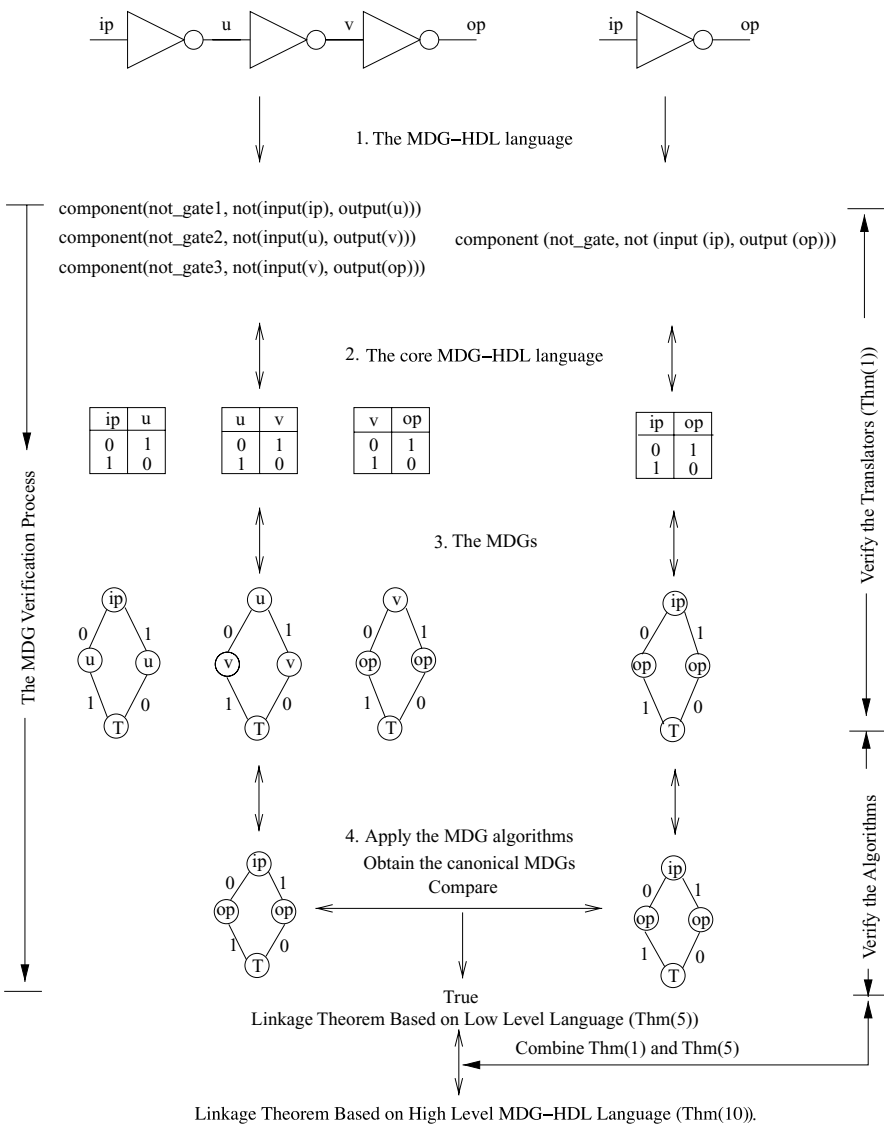 ip u v op ip op
1. The MDG-HDL language
component(not_gate1, not(input(ip), output(u)))
component(not_gate2, not(input(u), output(v)))
component(not_gate3, not(input(v), output(op)))
component (not_gate, not (input (ip), output (op)))
2. The core MDG-HDL language
ip u u v v op ip op
0 1 0 1 0 1 0 1
1 0 1 0 1 0 1 0
3. The MDGs
ip u v ip
0 1 0 1 0 1 0 1
u u v v op op op op
1 0 1 0 1 0 1 0
T T T T
4. Apply the MDG algorithms
Obtain the canonical MDGs
Compare
ip ip
0 1 0 1
op op op op
1 0 1 0
T T
True
Linkage Theorem Based on Low Level Language (Thm(5))
Combine Thm(1) and Thm(5)
Linkage Theorem Based on High Level MDG-HDL Language (Thm(10)).
The MDG Verification Process
Verify the Translators (Thm(1))
Verify the Algorithms